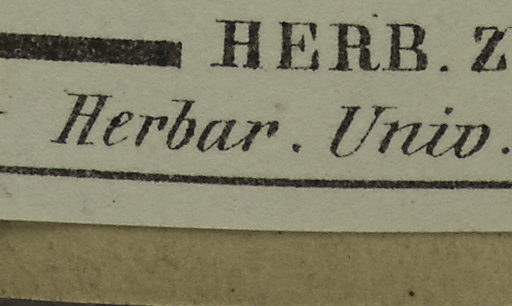 HERB. Z
Herbar. Univ.